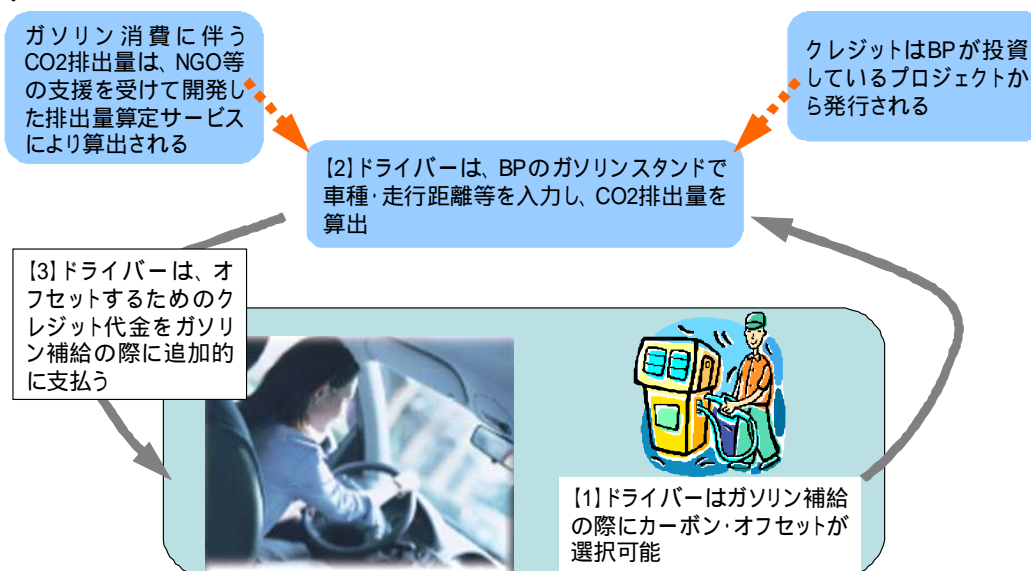 ガソリン消費に伴う
CO2排出量は、NGO等
の支援を受けて開発し
た排出量算定サービス
により算出される
クレジットはBPが投資
しているプロジェクトか
ら発行される
【2】ドライバーは、BPのガソリンスタンドで
車種・走行距離等を入力し、CO2排出量を
算出
【3】ドライバーは、オ
フセットするためのク
レジット代金をガソリ
ン補給の際に追加的
に支払う
【1】ドライバーはガソリン補給
の際にカーボン・オフセットが
選択可能